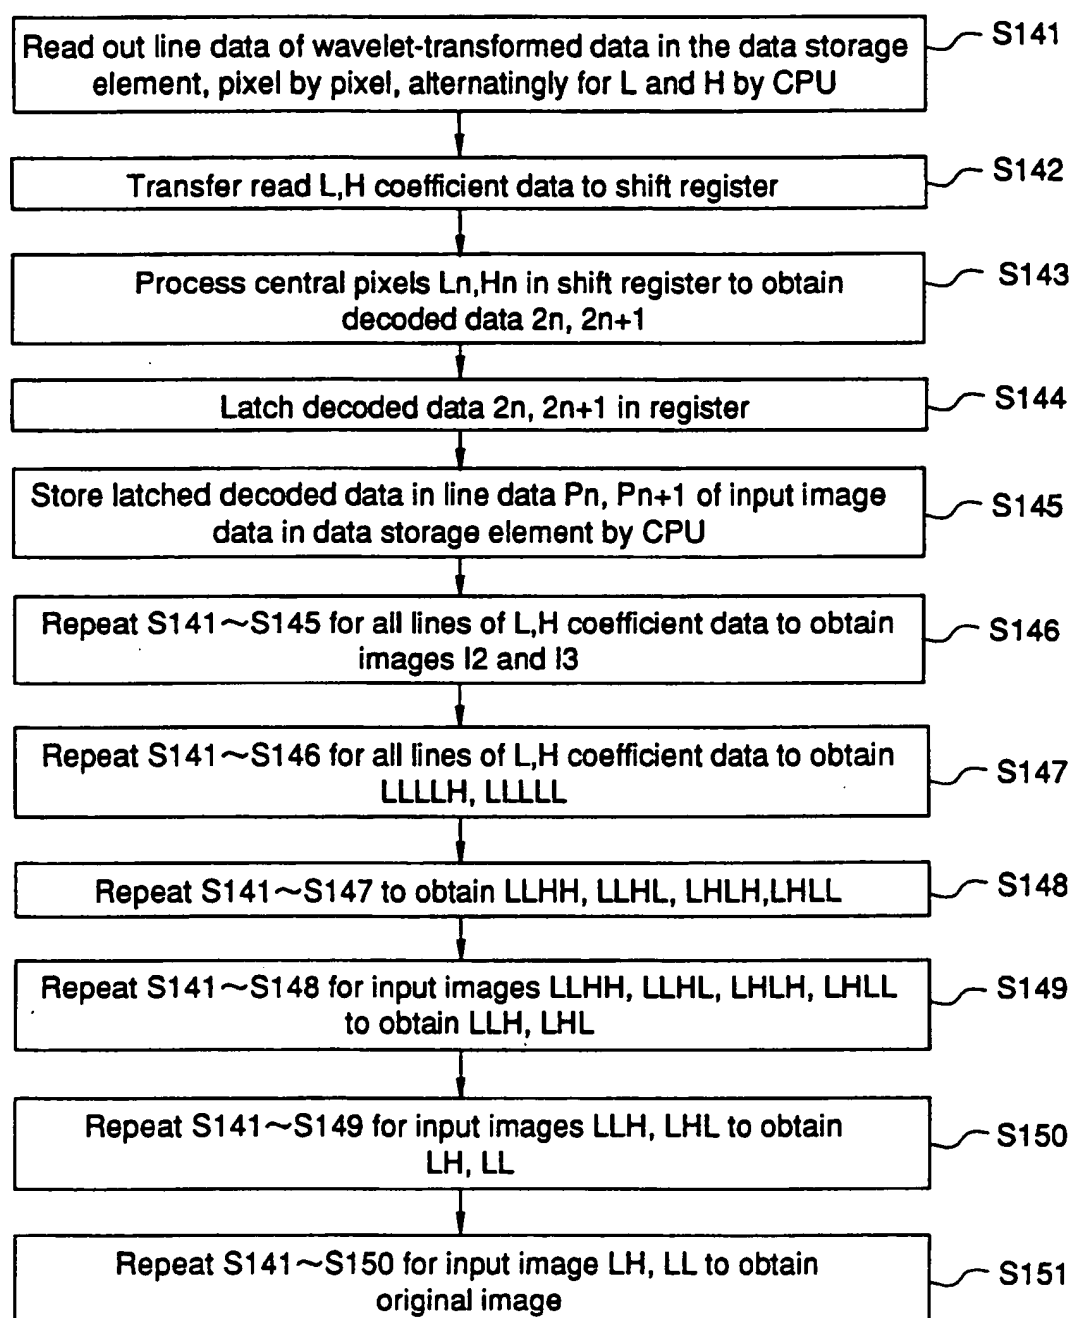 Read out line data of wavelet-transformed data in the data storage
element, pixel by pixel, alternatingly for L and H by CPU
S141
Transfer read L,H coefficient data to shift register
S142
Process central pixels Ln,Hn in shift register to obtain
decoded data 2n, 2n+1
S143
Latch decoded data 2n, 2n+1 in register
S144
Store latched decoded data in line data Pn, Pn+1 of input image
data in data storage element by CPU
S145
Repeat S141~S145 for all lines of L,H coefficient data to obtain
images I2 and I3
S146
Repeat S141~S146 for all lines of L,H coefficient data to obtain
LLLLH, LLLLL
S147
Repeat S141~S147 to obtain LLHH, LLHL, LHLH,LHLL
S148
Repeat S141~S148 for input images LLHH, LLHL, LHLH, LHLL
to obtain LLH, LHL
S149
Repeat S141~S149 for input images LLH, LHL to obtain
LH, LL
S150
Repeat S141~S150 for input image LH, LL to obtain
original image
S151